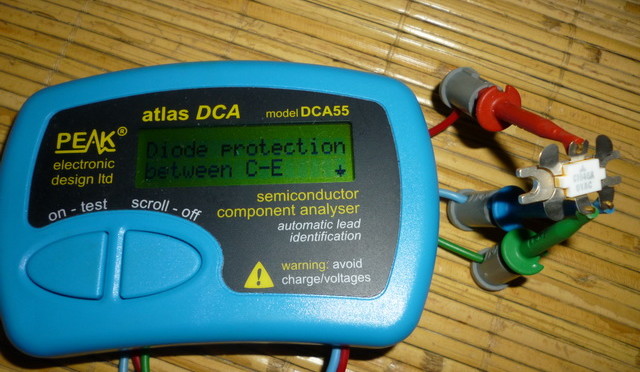 atlas DCA model DCA55
PEAK®
electronic
design ltd
Diode protection
between C-E
on - test scroll - off
semiconductor
component analyser
automatic lead
identification
warning: avoid
charge/voltages